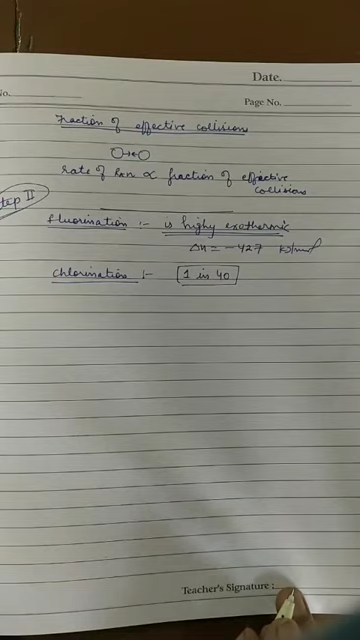 Date.
No.
Page No.
Fraction of effective collision
rate of rxn ∝ fraction of effective
collisions
Step II
Fluorination :- is highly exothermic
ΔH = -427 kJ/mol
Chlorination :- 1 in 40
Teacher's Signature :